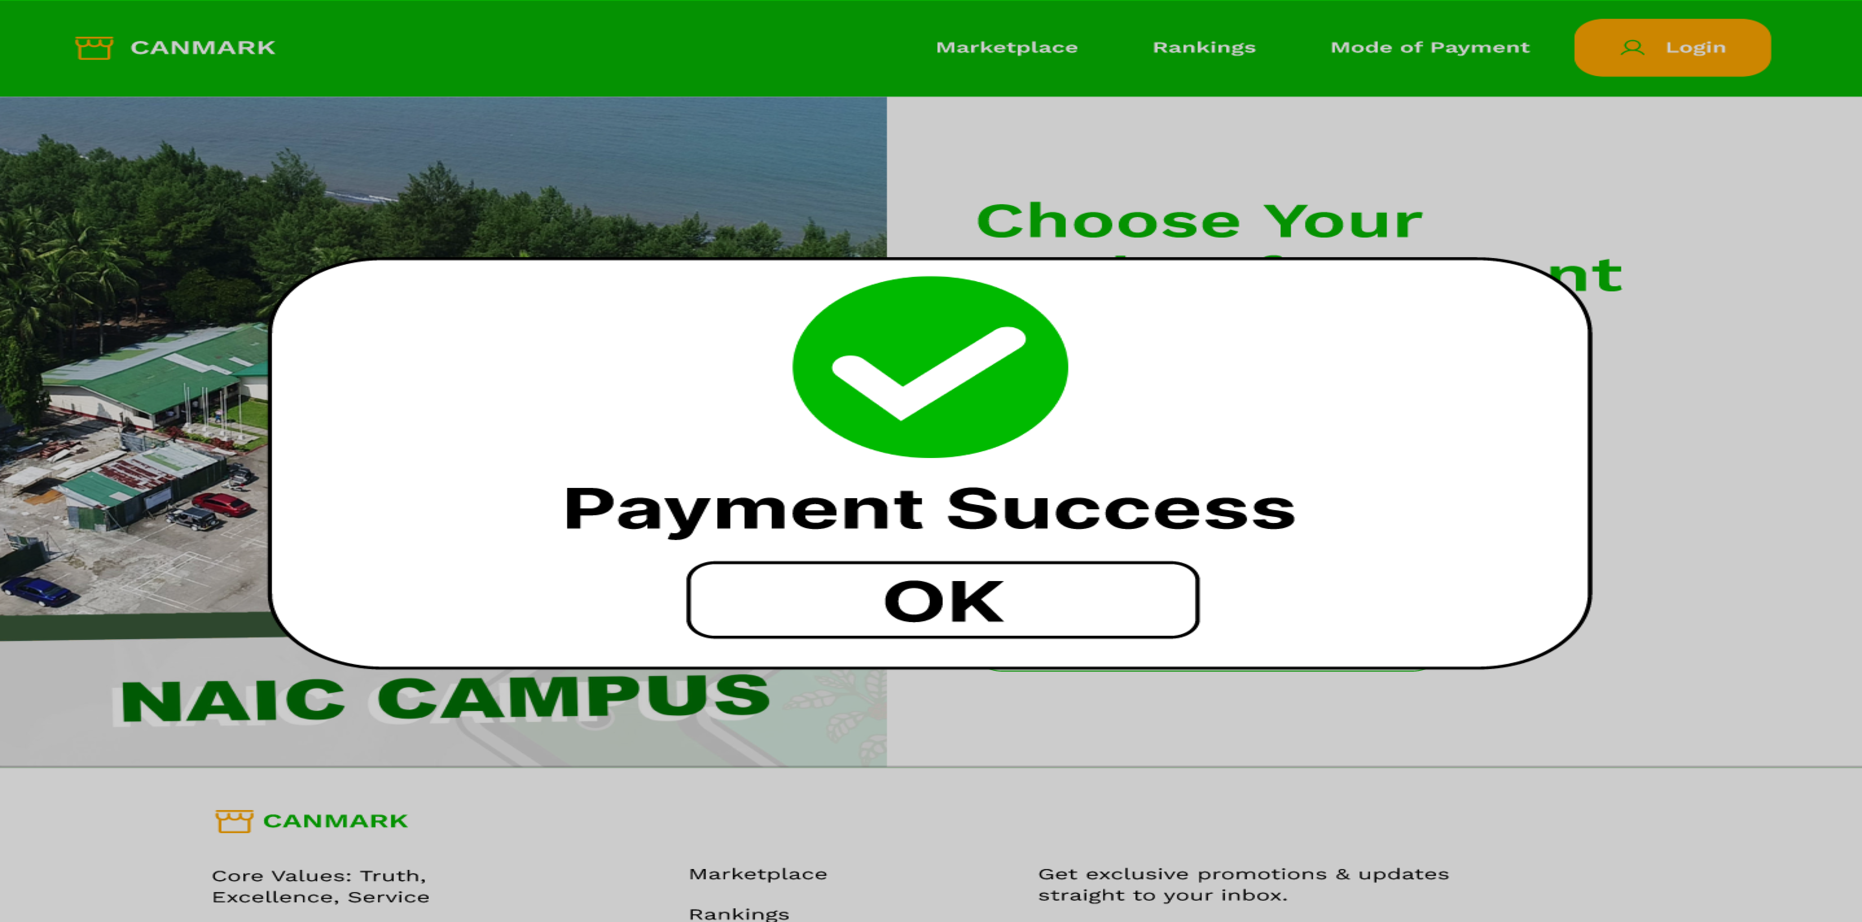 CANMARK
Marketplace
Rankings
Mode of Payment
Login
Choose Your
nt
Payment Success
OK
NAIC CAMPUS
CANMARK
Core Values: Truth,
Excellence, Service
Marketplace
Rankings
Get exclusive promotions & updates
straight to your inbox.